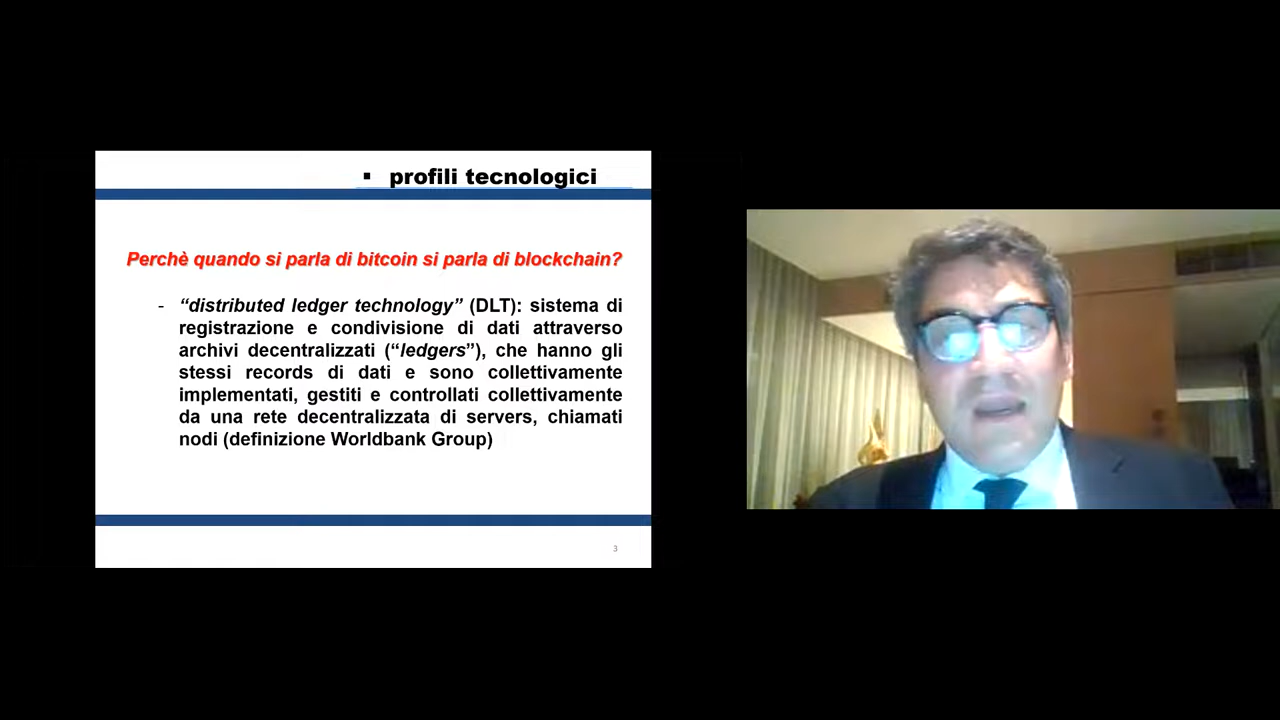 ▪ profili tecnologici
Perchè quando si parla di bitcoin si parla di blockchain?
- “distributed ledger technology” (DLT): sistema di
registrazione e condivisione di dati attraverso
archivi decentralizzati (“ledgers”), che hanno gli
stessi records di dati e sono collettivamente
implementati, gestiti e controllati collettivamente
da una rete decentralizzata di servers, chiamati
nodi (definizione Worldbank Group)
3